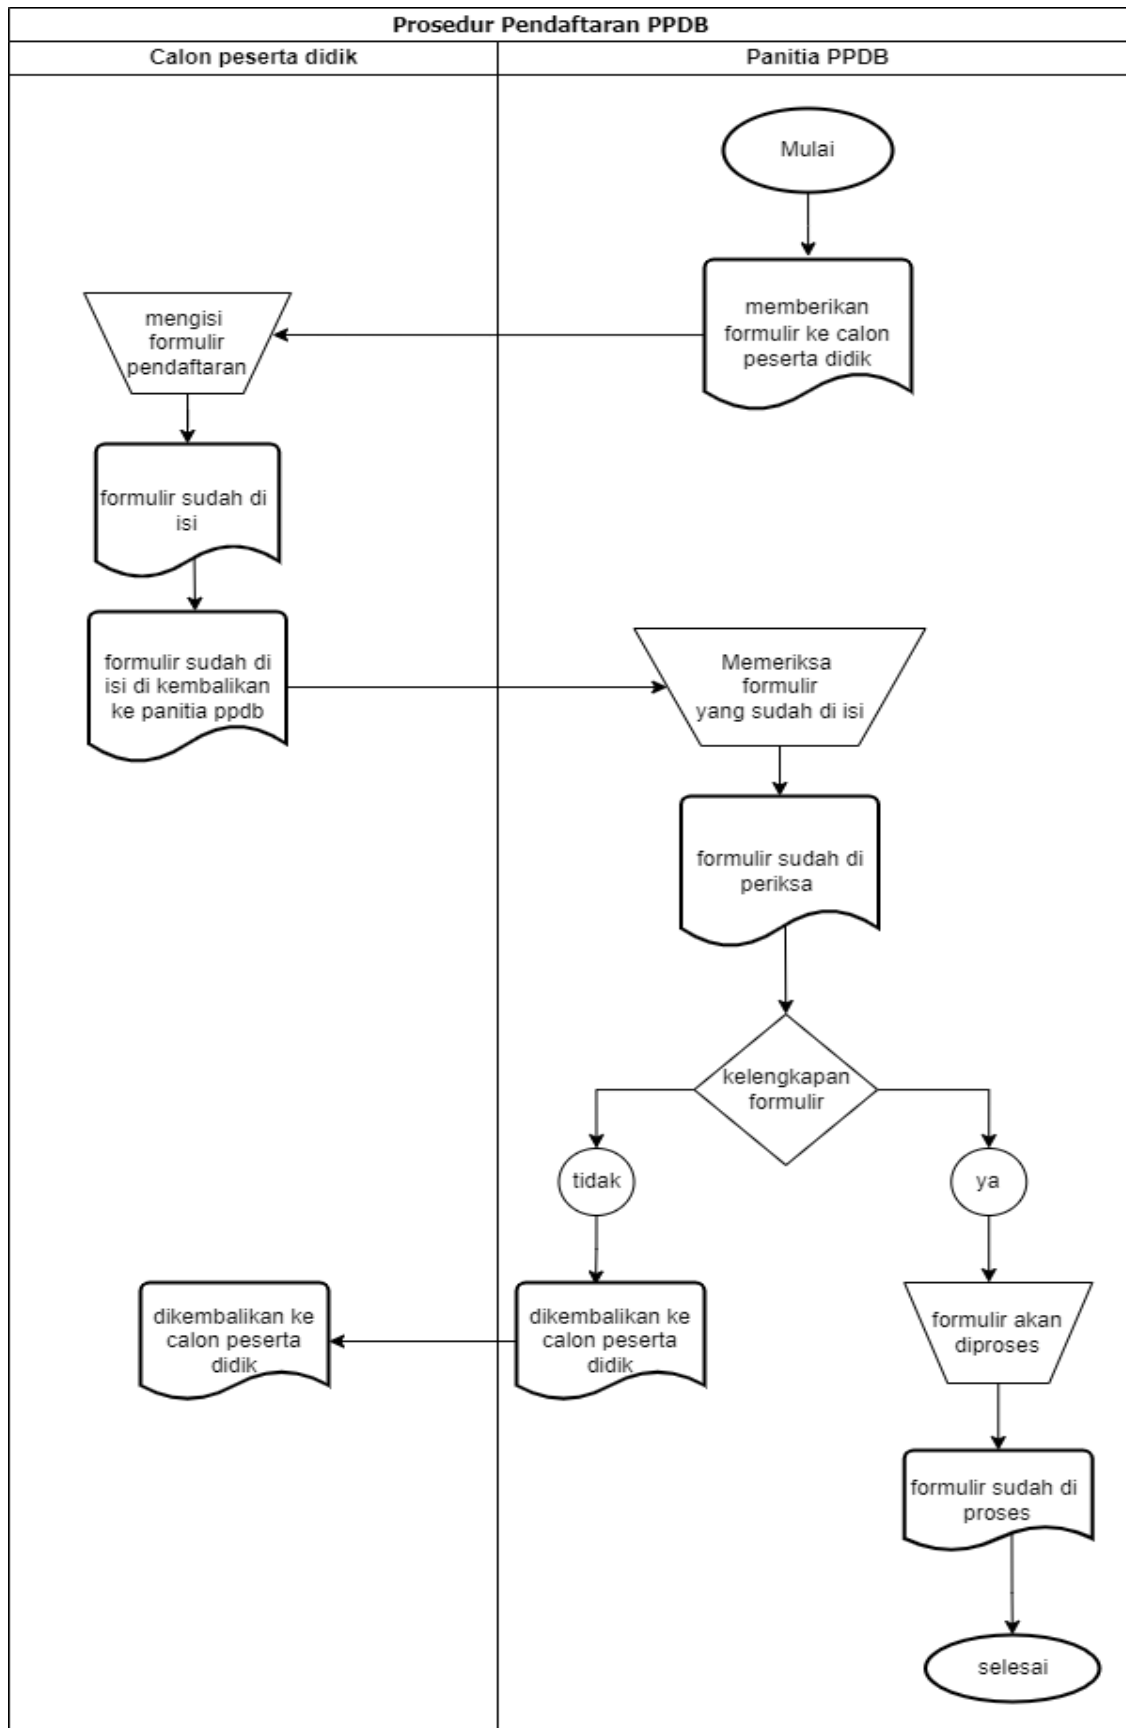 Prosedur Pendaftaran PPDB
Calon peserta didik
Panitia PPDB
Mulai
memberikan
formulir ke calon
peserta didik
mengisi
formulir
pendaftaran
formulir sudah di
isi
formulir sudah di
isi di kembalikan
ke panitia ppdb
Memeriksa
formulir
yang sudah di isi
formulir sudah di
periksa
kelengkapan
formulir
tidak
ya
dikembalikan ke
calon peserta
didik
dikembalikan ke
calon peserta
didik
formulir akan
diproses
formulir sudah di
proses
selesai